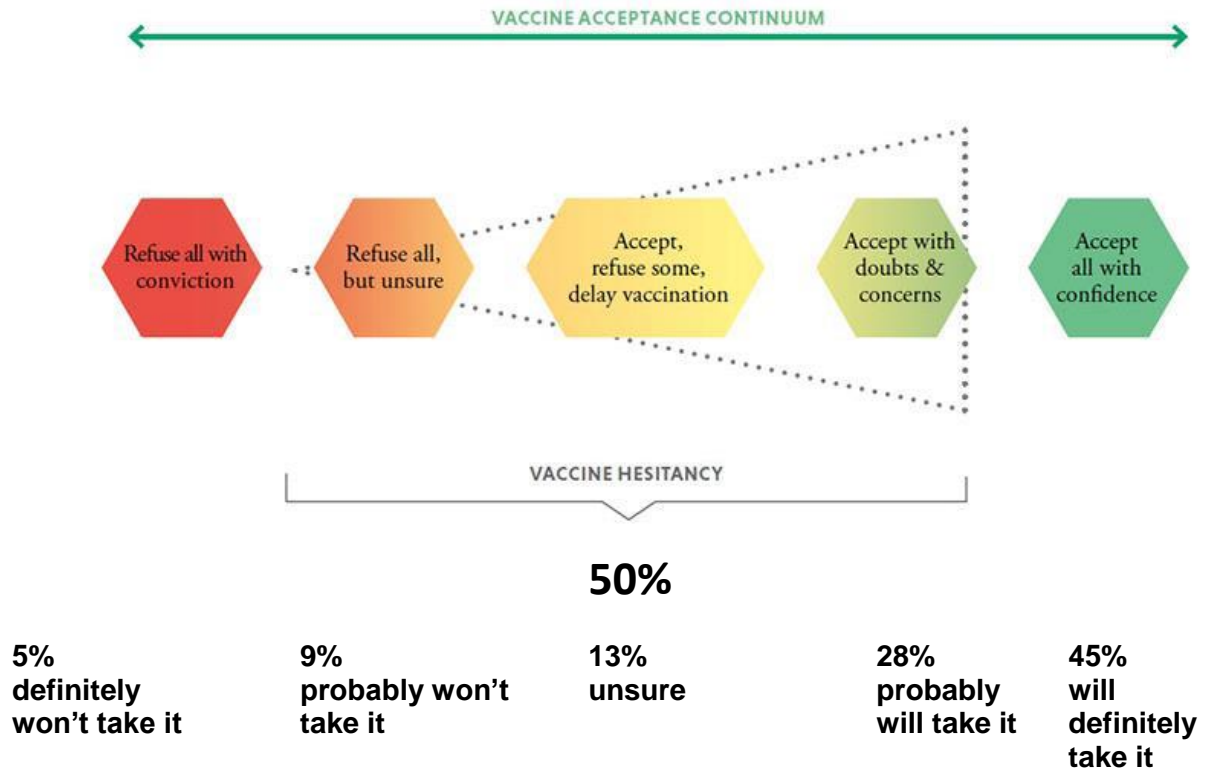 VACCINE ACCEPTANCE CONTINUUM
Refuse all with
conviction
Refuse all,
but unsure
Accept,
refuse some,
delay vaccination
Accept with
doubts &
concerns
Accept
all with
confidence
VACCINE HESITANCY
50%
5%
definitely
won’t take it
9%
probably won’t
take it
13%
unsure
28%
probably
will take it
45%
will
definitely
take it